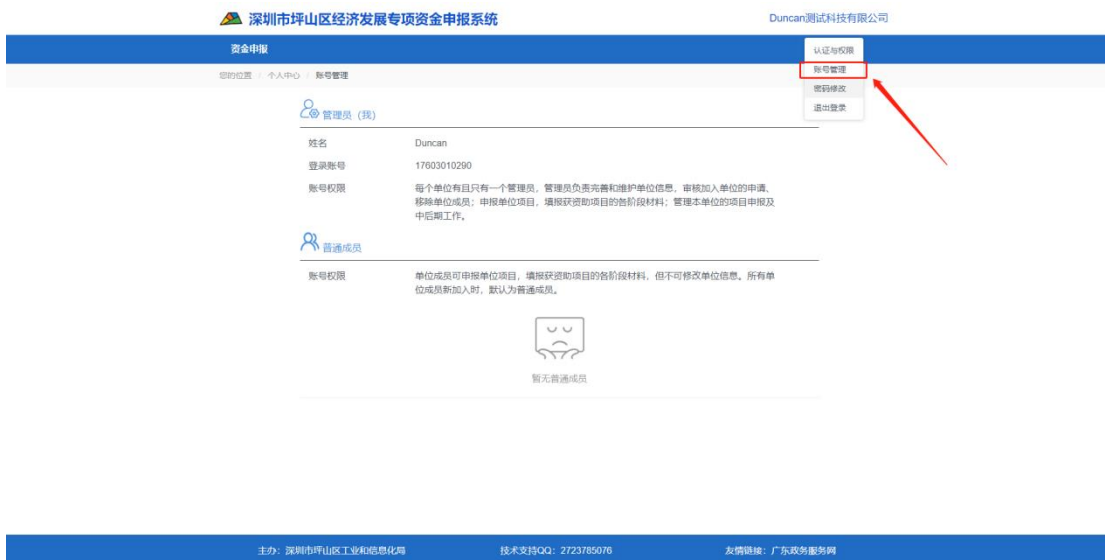 深圳市坪山区经济发展专项资金申报系统
Duncan测试科技有限公司
资金申报
认证与权限
账号管理
密码修改
退出登录
您的位置 / 个人中心 / 账号管理
管理员（我）
姓名 Duncan
登录账号 17603010290
账号权限 每个单位有且只有一个管理员，管理员负责完善和维护单位信息，审核加入单位的申请、
移除单位成员；申报单位项目，填报获资助项目的各阶段材料；管理本单位的项目申报及
中后期工作。
普通成员
账号权限 单位成员可申报单位项目，填报获资助项目的各阶段材料，但不可修改单位信息。所有单
位成员新加入时，默认为普通成员。
暂无普通成员
主办：深圳市坪山区工业和信息化局 技术支持QQ：2723785076 友情链接：广东政务服务网